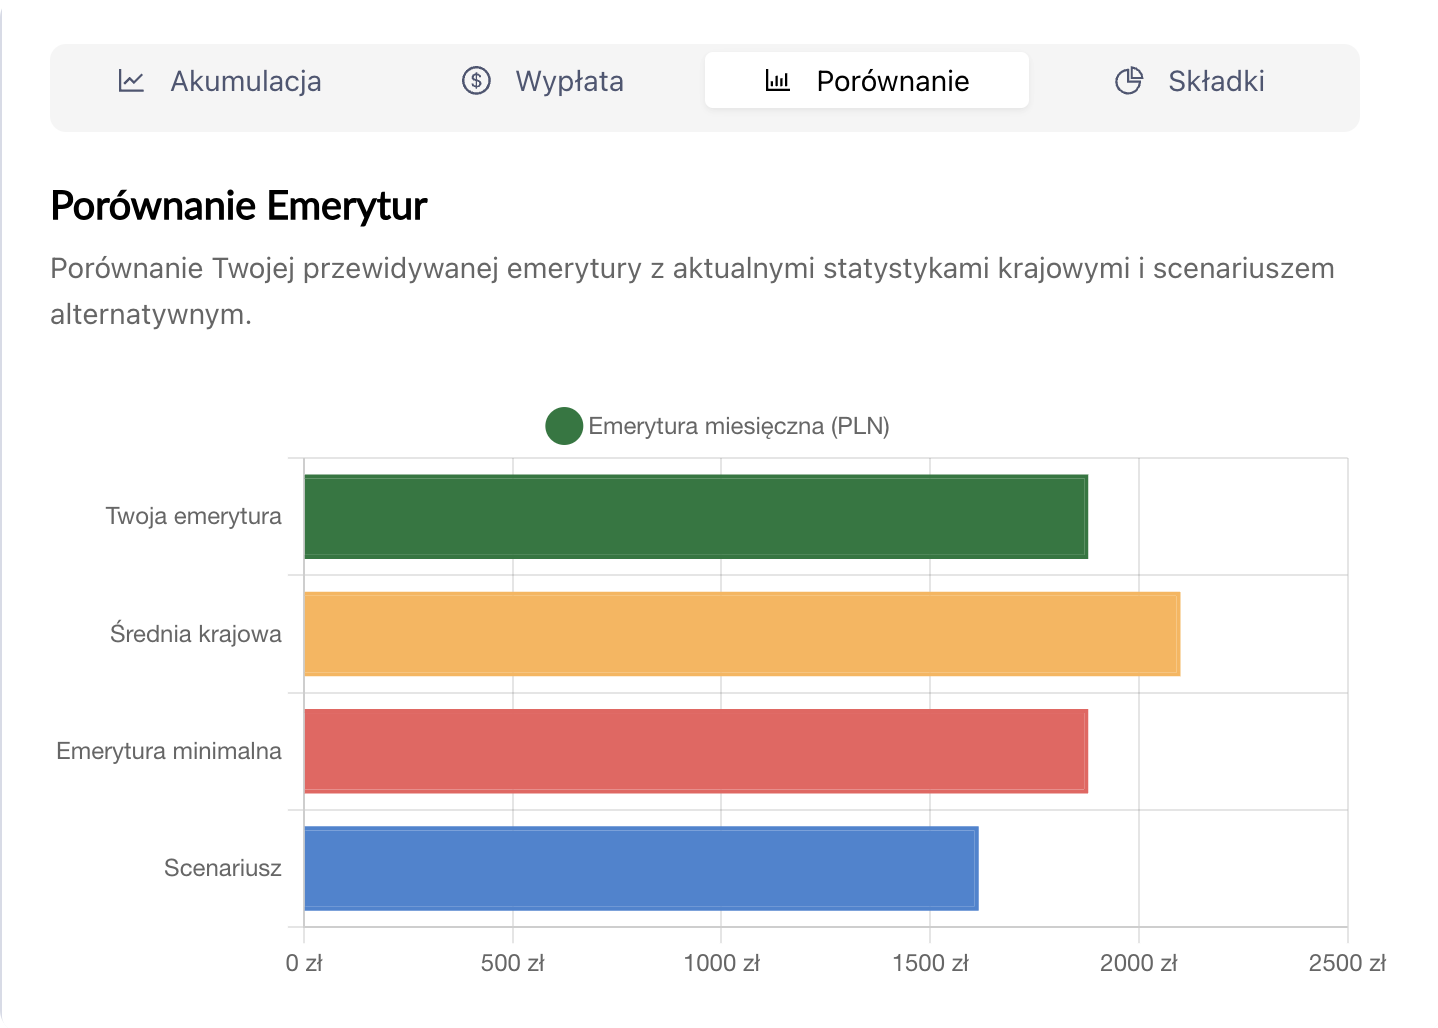 Akumulacja
Wypłata
Porównanie
Składki
Porównanie Emerytur
Porównanie Twojej przewidywanej emerytury z aktualnymi statystykami krajowymi i scenariuszem
alternatywnym.
Emerytura miesięczna (PLN)
Twoja emerytura
Średnia krajowa
Emerytura minimalna
Scenariusz
0 zł
500 zł
1000 zł
1500 zł
2000 zł
2500 zł